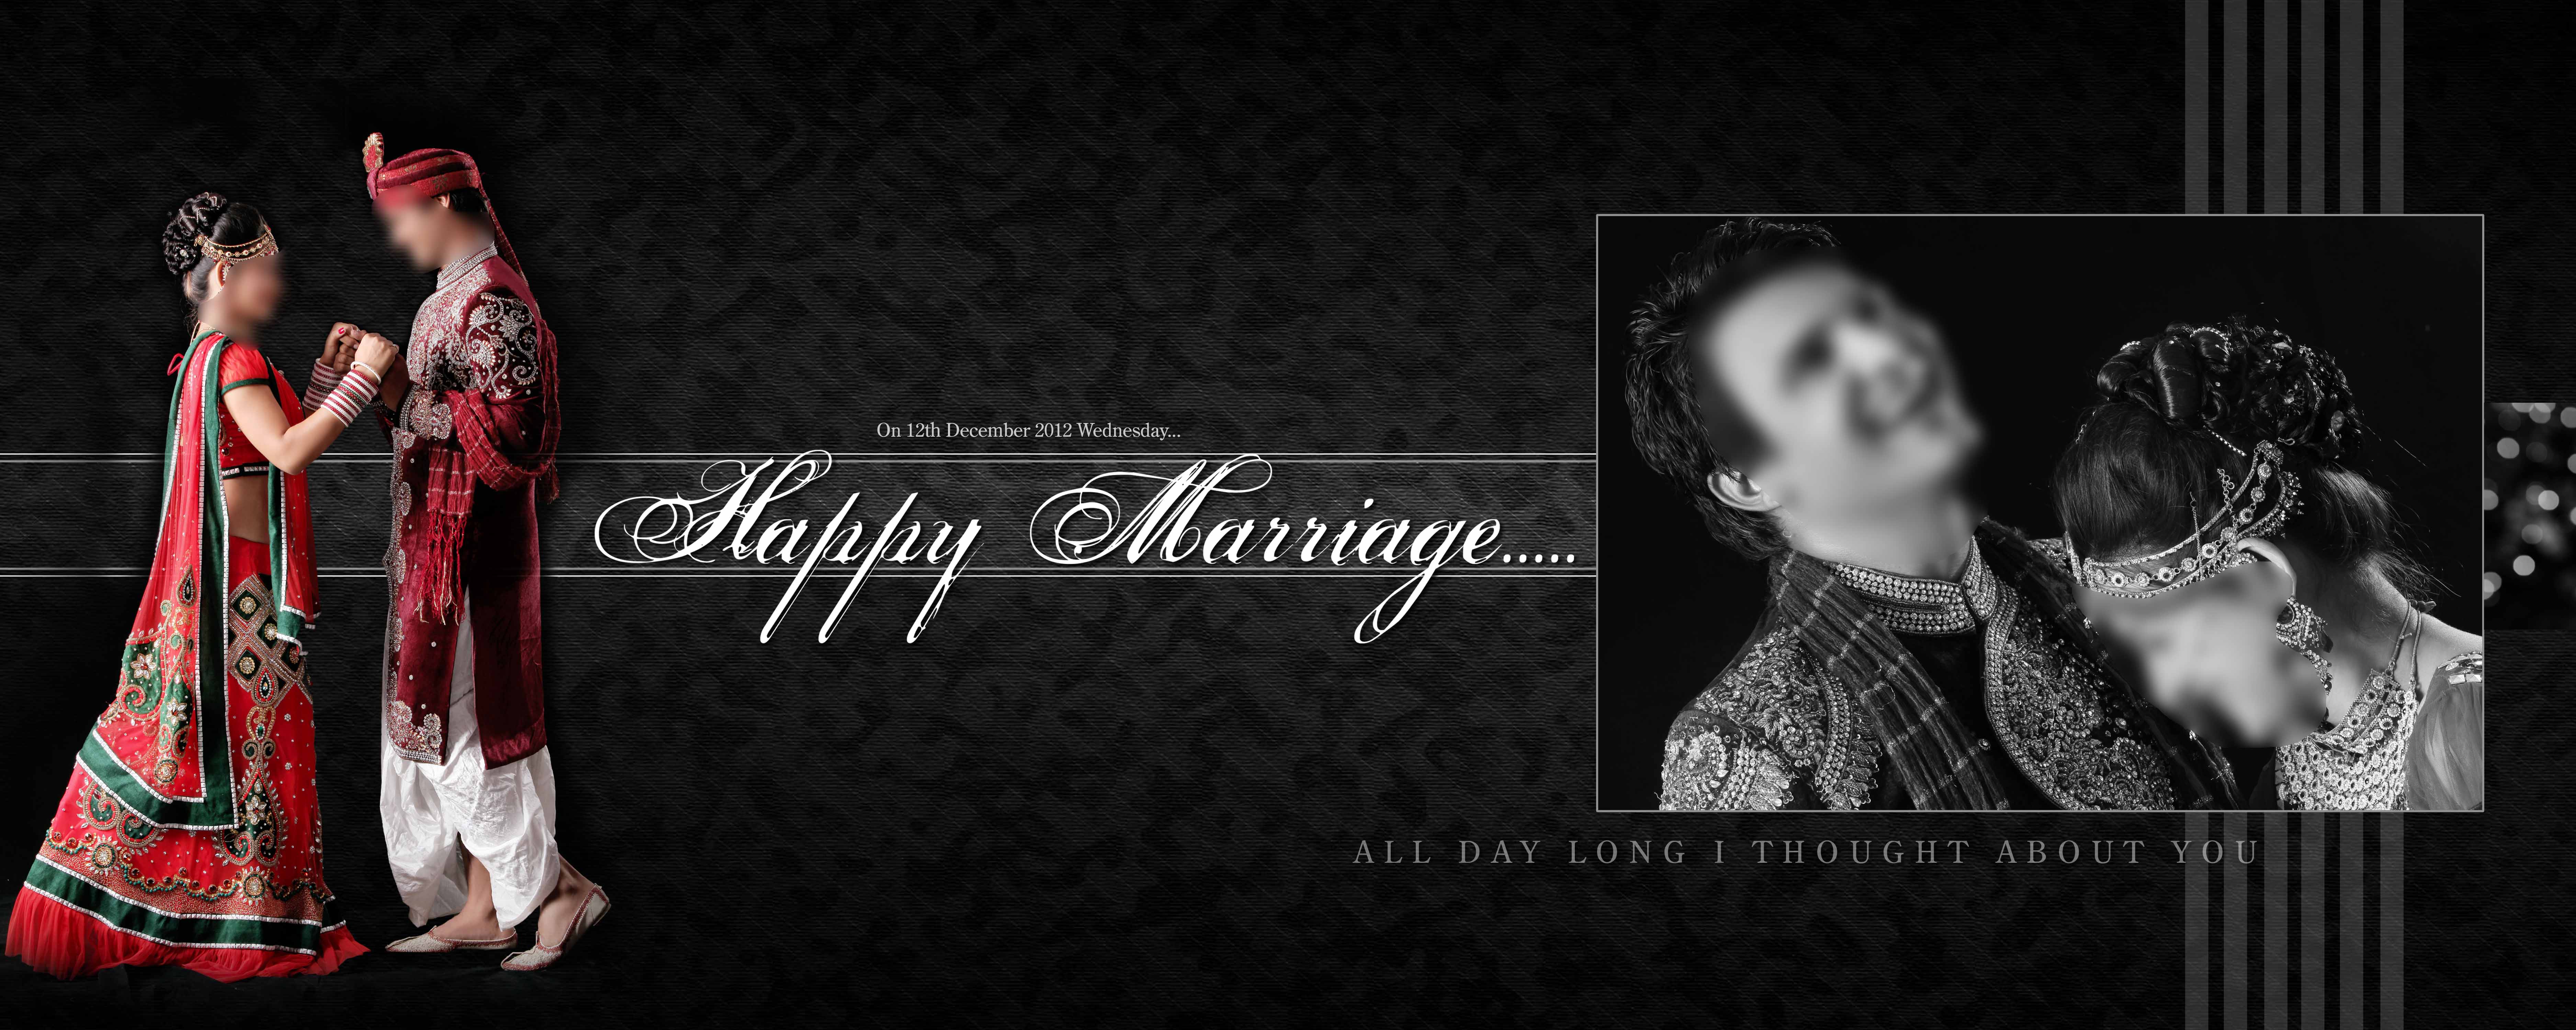 On 12th December 2012 Wednesday...
Happy Marriage.....
ALL DAY LONG I THOUGHT ABOUT YOU